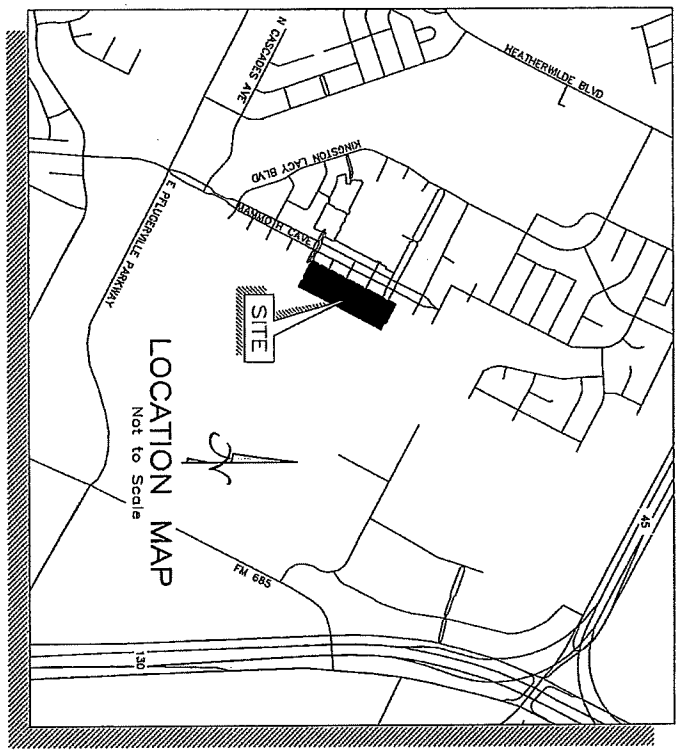 HEATHERWILDE BLVD
N CASCADES AVE
KINGSTON LACY BLVD
MAMMOTH CAVE
E PFLUGERVILLE PARKWAY
SITE
LOCATION MAP
Not to Scale
45
FM 685
130